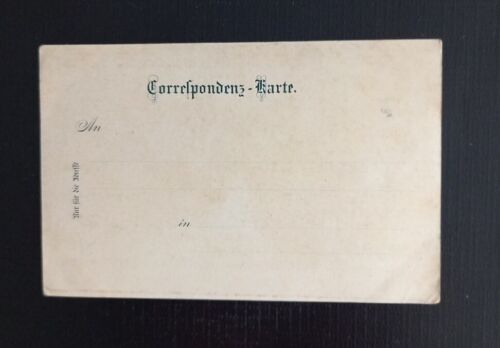 Correspondenz-Karte.
An
Nur für die Adresse
in